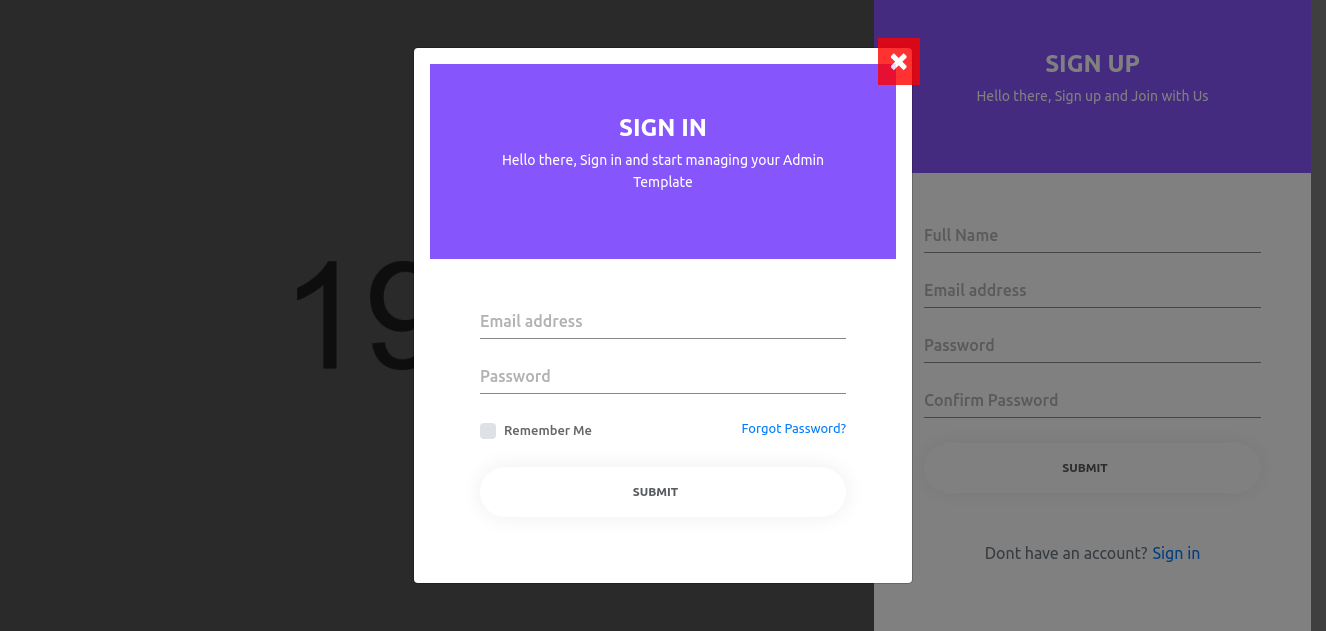 SIGN IN
Hello there, Sign in and start managing your Admin
Template
Email address
Password
Remember Me
Forgot Password?
SUBMIT
19
SIGN UP
Hello there, Sign up and Join with Us
Full Name
Email address
Password
Confirm Password
SUBMIT
Dont have an account? Sign in